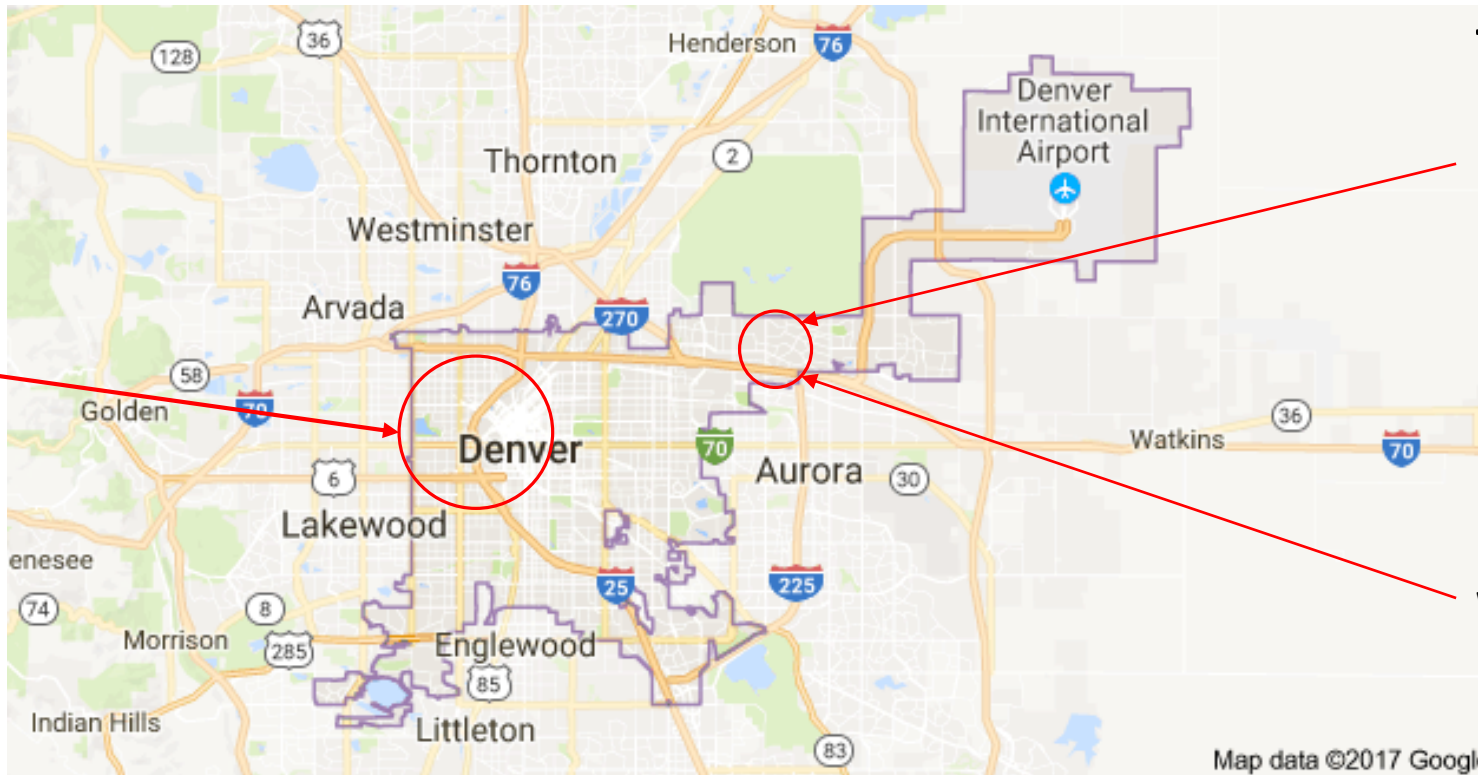 36
128
Henderson
76
Denver
International
Airport
Thornton
2
Westminster
76
Arvada
270
58
Golden
70
36
Watkins
70
Denver
70
Aurora
30
6
Lakewood
enesee
25
225
74
8
Morrison
285
Englewood
85
Indian Hills
Littleton
83
Map data ©2017 Googl